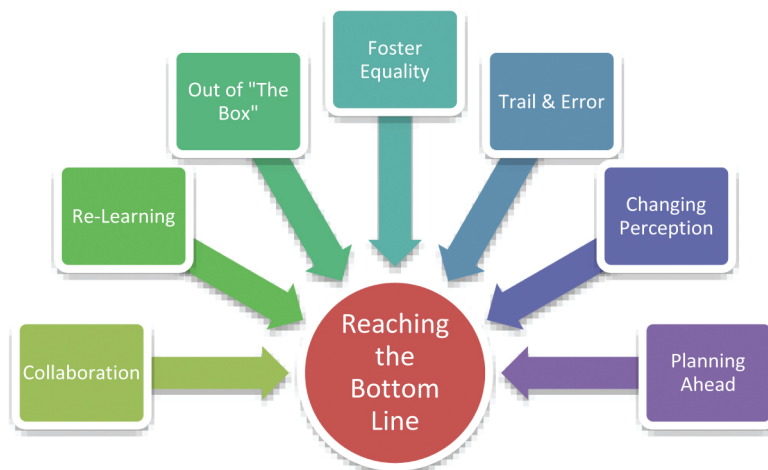 Foster
Equality
Out of "The
Box"
Trail & Error
Re-Learning
Changing
Perception
Collaboration
Reaching
the
Bottom
Line
Planning
Ahead